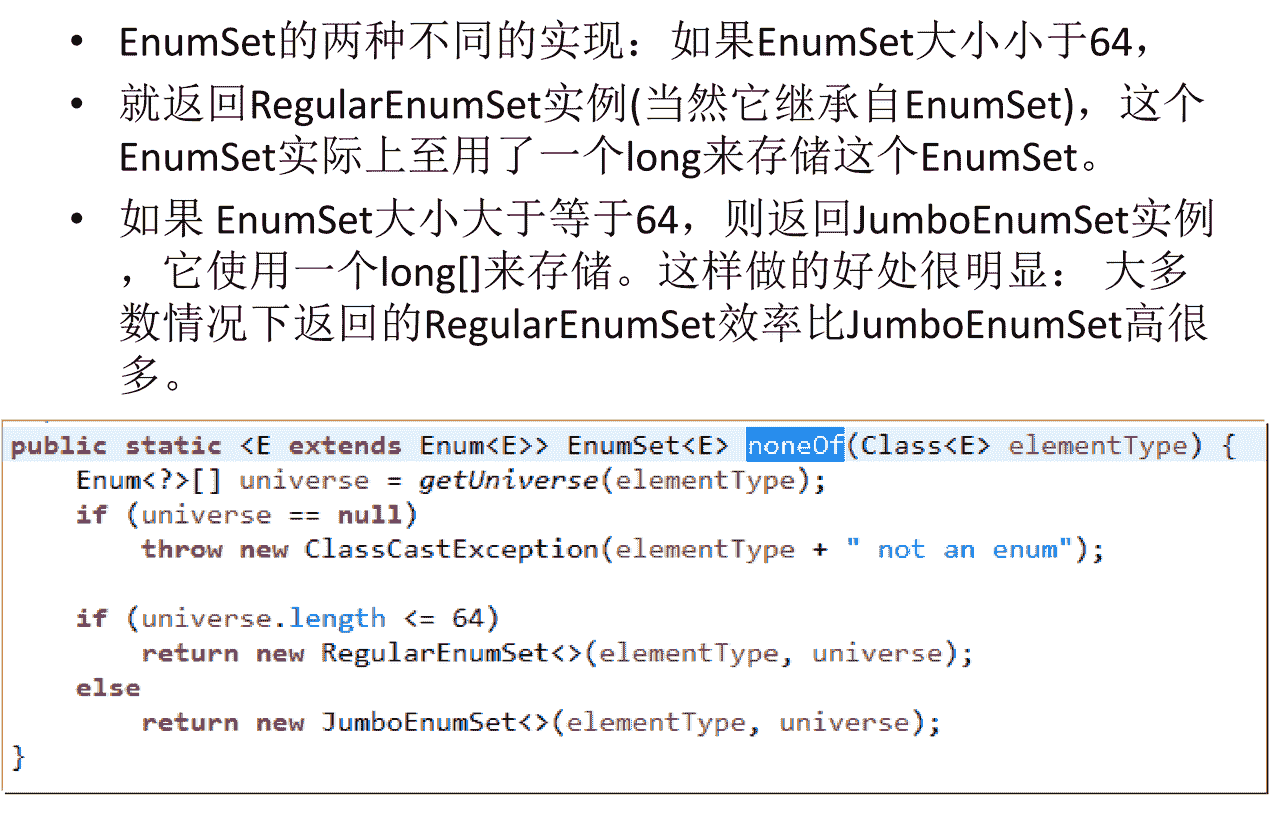 • EnumSet的两种不同的实现：如果EnumSet大小小于64，
• 就返回RegularEnumSet实例(当然它继承自EnumSet)，这个
EnumSet实际上至用了一个long来存储这个EnumSet。
• 如果 EnumSet大小大于等于64，则返回JumboEnumSet实例
，它使用一个long[]来存储。这样做的好处很明显： 大多
数情况下返回的RegularEnumSet效率比JumboEnumSet高很
多。
public static <E extends Enum<E>> EnumSet<E> noneOf(Class<E> elementType) {
    Enum<?>[] universe = getUniverse(elementType);
    if (universe == null)
        throw new ClassCastException(elementType + " not an enum");
    if (universe.length <= 64)
        return new RegularEnumSet<>(elementType, universe);
    else
        return new JumboEnumSet<>(elementType, universe);
}